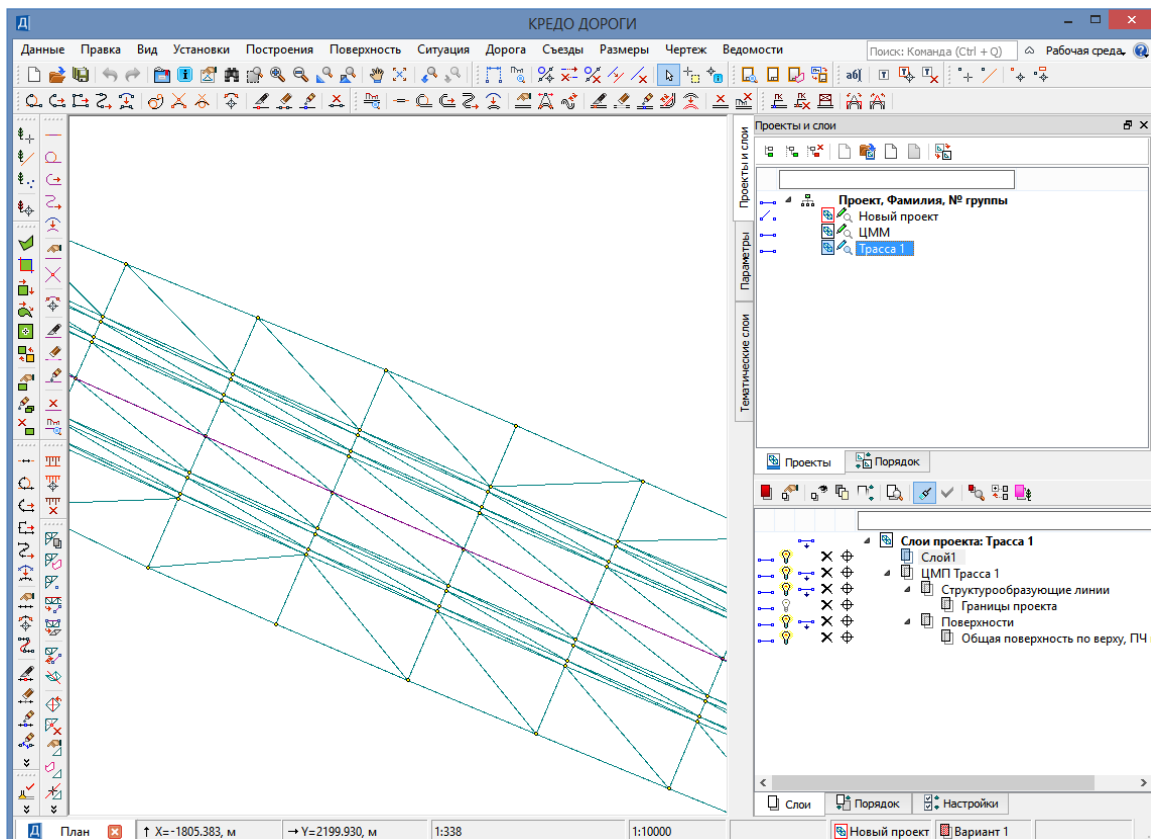 КРЕДО ДОРОГИ
Данные Правка Вид Установки Построения Поверхность Ситуация Дорога Съезды Размеры Чертеж Ведомости Поиск: Команда (Ctrl + Q) Рабочая среда
Проекты и слои
Проекты и слои
Параметры
Тематические слои
Проект, Фамилия, № группы
Новый проект
ЦММ
Трасса 1
Проекты Порядок
Слои проекта: Трасса 1
Слой1
ЦМП Трасса 1
Структурообразующие линии
Границы проекта
Поверхности
Общая поверхность по верху, ПЧ
Слои Порядок Настройки
План X=-1805.383, м Y=2199.930, м 1:338 1:10000 Новый проект Вариант 1